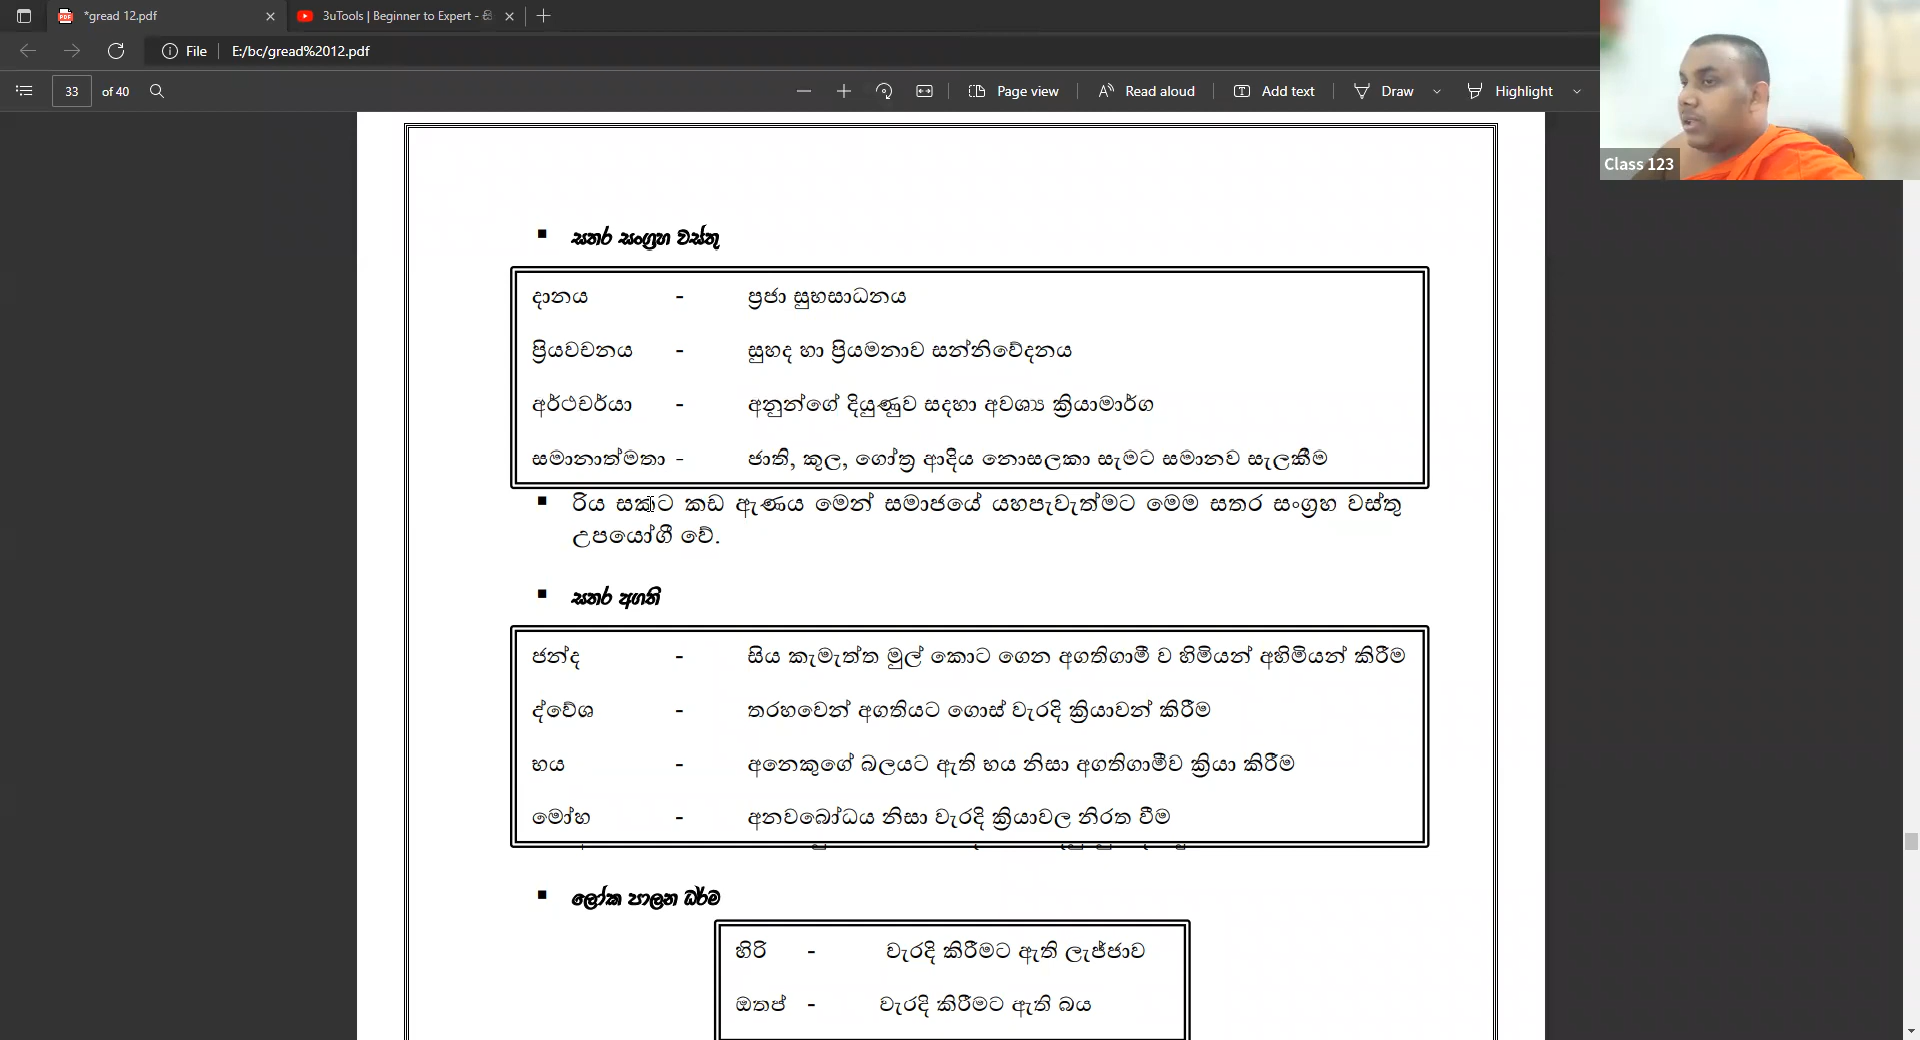 *gread 12.pdf
3uTools | Beginner to Expert - සි
File E:/bc/gread%2012.pdf
33 of 40 Page view Read aloud Add text Draw Highlight
Class 123
සතර සංග්‍රහ වස්තු
දානය - ප්‍රජා සුභසාධනය
ප්‍රියවචනය - සුහද හා ප්‍රියමනාව සන්නිවේදනය
අර්ථචර්යා - අනුන්ගේ දියුණුව සදහා අවශ්‍ය ක්‍රියාමාර්ග
සමානාත්මතා - ජාති, කුල, ගෝත්‍ර ආදිය නොසලකා සැමට සමානව සැලකීම
රිය සකට කඩ ඇණය මෙන් සමාජයේ යහපැවැත්මට මෙම සතර සංග්‍රහ වස්තු
උපයෝගී වේ.
සතර අගති
ඡන්ද - සිය කැමැත්ත මුල් කොට ගෙන අගතිගාමී ව හිමියන් අහිමියන් කිරීම
ද්වේශ - තරහවෙන් අගතියට ගොස් වැරදි ක්‍රියාවන් කිරීම
භය - අනෙකුගේ බලයට ඇති භය නිසා අගතිගාමීව ක්‍රියා කිරීම
මෝහ - අනවබෝධය නිසා වැරදි ක්‍රියාවල නිරත වීම
ලෝක පාලන ධර්ම
හිරි - වැරදි කිරීමට ඇති ලැජ්ජාව
ඔතප් - වැරදි කිරීමට ඇති බය